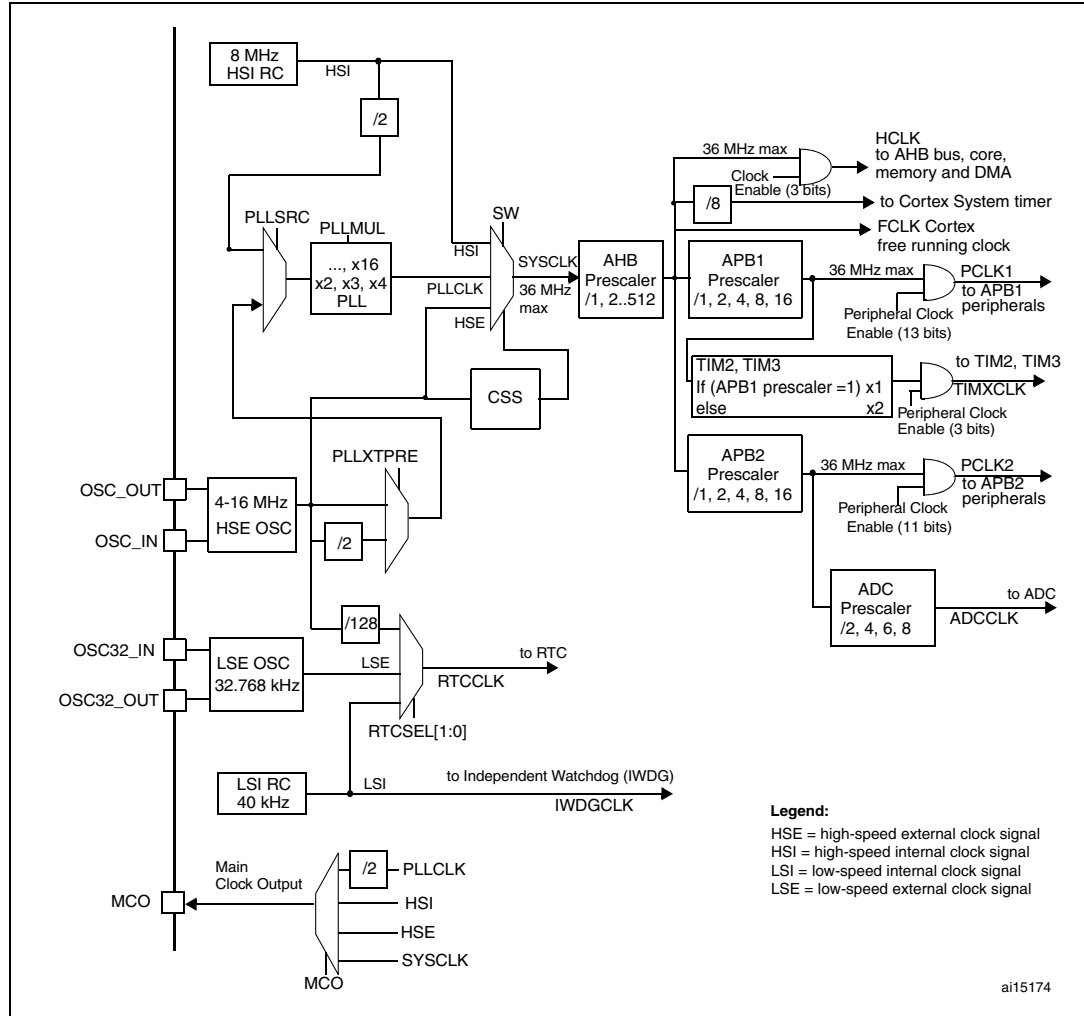 8 MHz
HSI RC
HSI
/2
PLLSRC
PLLMUL
..., x16
x2, x3, x4
PLL
SW
HSI
PLLCLK
HSE
SYSCLK
36 MHz
max
CSS
AHB
Prescaler
/1, 2..512
36 MHz max
Clock
Enable (3 bits)
HCLK
to AHB bus, core,
memory and DMA
/8
to Cortex System timer
FCLK Cortex
free running clock
APB1
Prescaler
/1, 2, 4, 8, 16
36 MHz max
Peripheral Clock
Enable (13 bits)
PCLK1
to APB1
peripherals
TIM2, TIM3
If (APB1 prescaler =1) x1
else x2
Peripheral Clock
Enable (3 bits)
to TIM2, TIM3
TIMXCLK
APB2
Prescaler
/1, 2, 4, 8, 16
36 MHz max
Peripheral Clock
Enable (11 bits)
PCLK2
to APB2
peripherals
ADC
Prescaler
/2, 4, 6, 8
to ADC
ADCCLK
OSC_OUT
OSC_IN
4-16 MHz
HSE OSC
PLLXTPRE
/2
/128
OSC32_IN
OSC32_OUT
LSE OSC
32.768 kHz
LSE
to RTC
RTCCLK
RTCSEL[1:0]
LSI RC
40 kHz
LSI
to Independent Watchdog (IWDG)
IWDGCLK
MCO
Main
Clock Output
/2
PLLCLK
HSI
HSE
SYSCLK
MCO
Legend:
HSE = high-speed external clock signal
HSI = high-speed internal clock signal
LSI = low-speed internal clock signal
LSE = low-speed external clock signal
ai15174